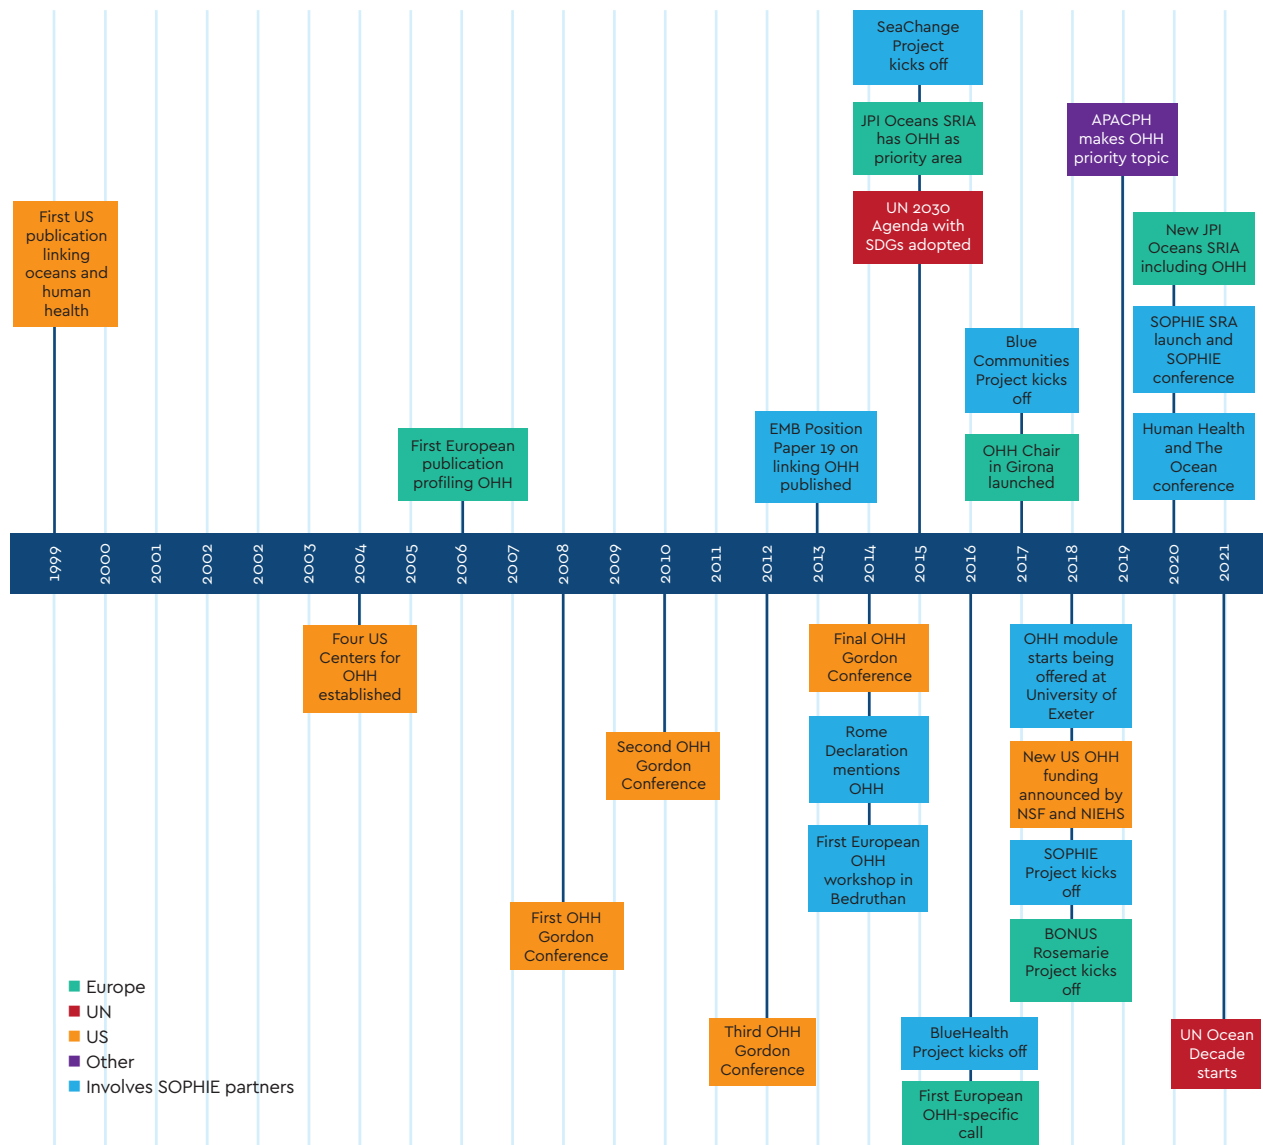 SeaChange
Project
kicks off
JPI Oceans SRIA
has OHH as
priority area
UN 2030
Agenda with
SDGs adopted
APACPH
makes OHH
priority topic
First US
publication
linking
oceans and
human
health
New JPI
Oceans SRIA
including OHH
SOPHIE SRA
launch and
SOPHIE
conference
Blue
Communities
Project kicks
off
EMB Position
Paper 19 on
linking OHH
published
Human Health
and The
Ocean
conference
First European
publication
profiling OHH
OHH Chair
in Girona
launched
1999
2000
2001
2002
2002
2003
2004
2005
2006
2007
2008
2009
2010
2011
2012
2013
2014
2015
2016
2017
2018
2019
2020
2021
Four US
Centers for
OHH
established
Final OHH
Gordon
Conference
OHH module
starts being
offered at
University of
Exeter
Rome
Declaration
mentions
OHH
Second OHH
Gordon
Conference
New US OHH
funding
announced by
NSF and NIEHS
First European
OHH
workshop in
Bedruthan
SOPHIE
Project kicks
off
First OHH
Gordon
Conference
BONUS
Rosemarie
Project kicks
off
Third OHH
Gordon
Conference
BlueHealth
Project kicks off
UN Ocean
Decade
starts
First European
OHH-specific
call
Europe
UN
US
Other
Involves SOPHIE partners